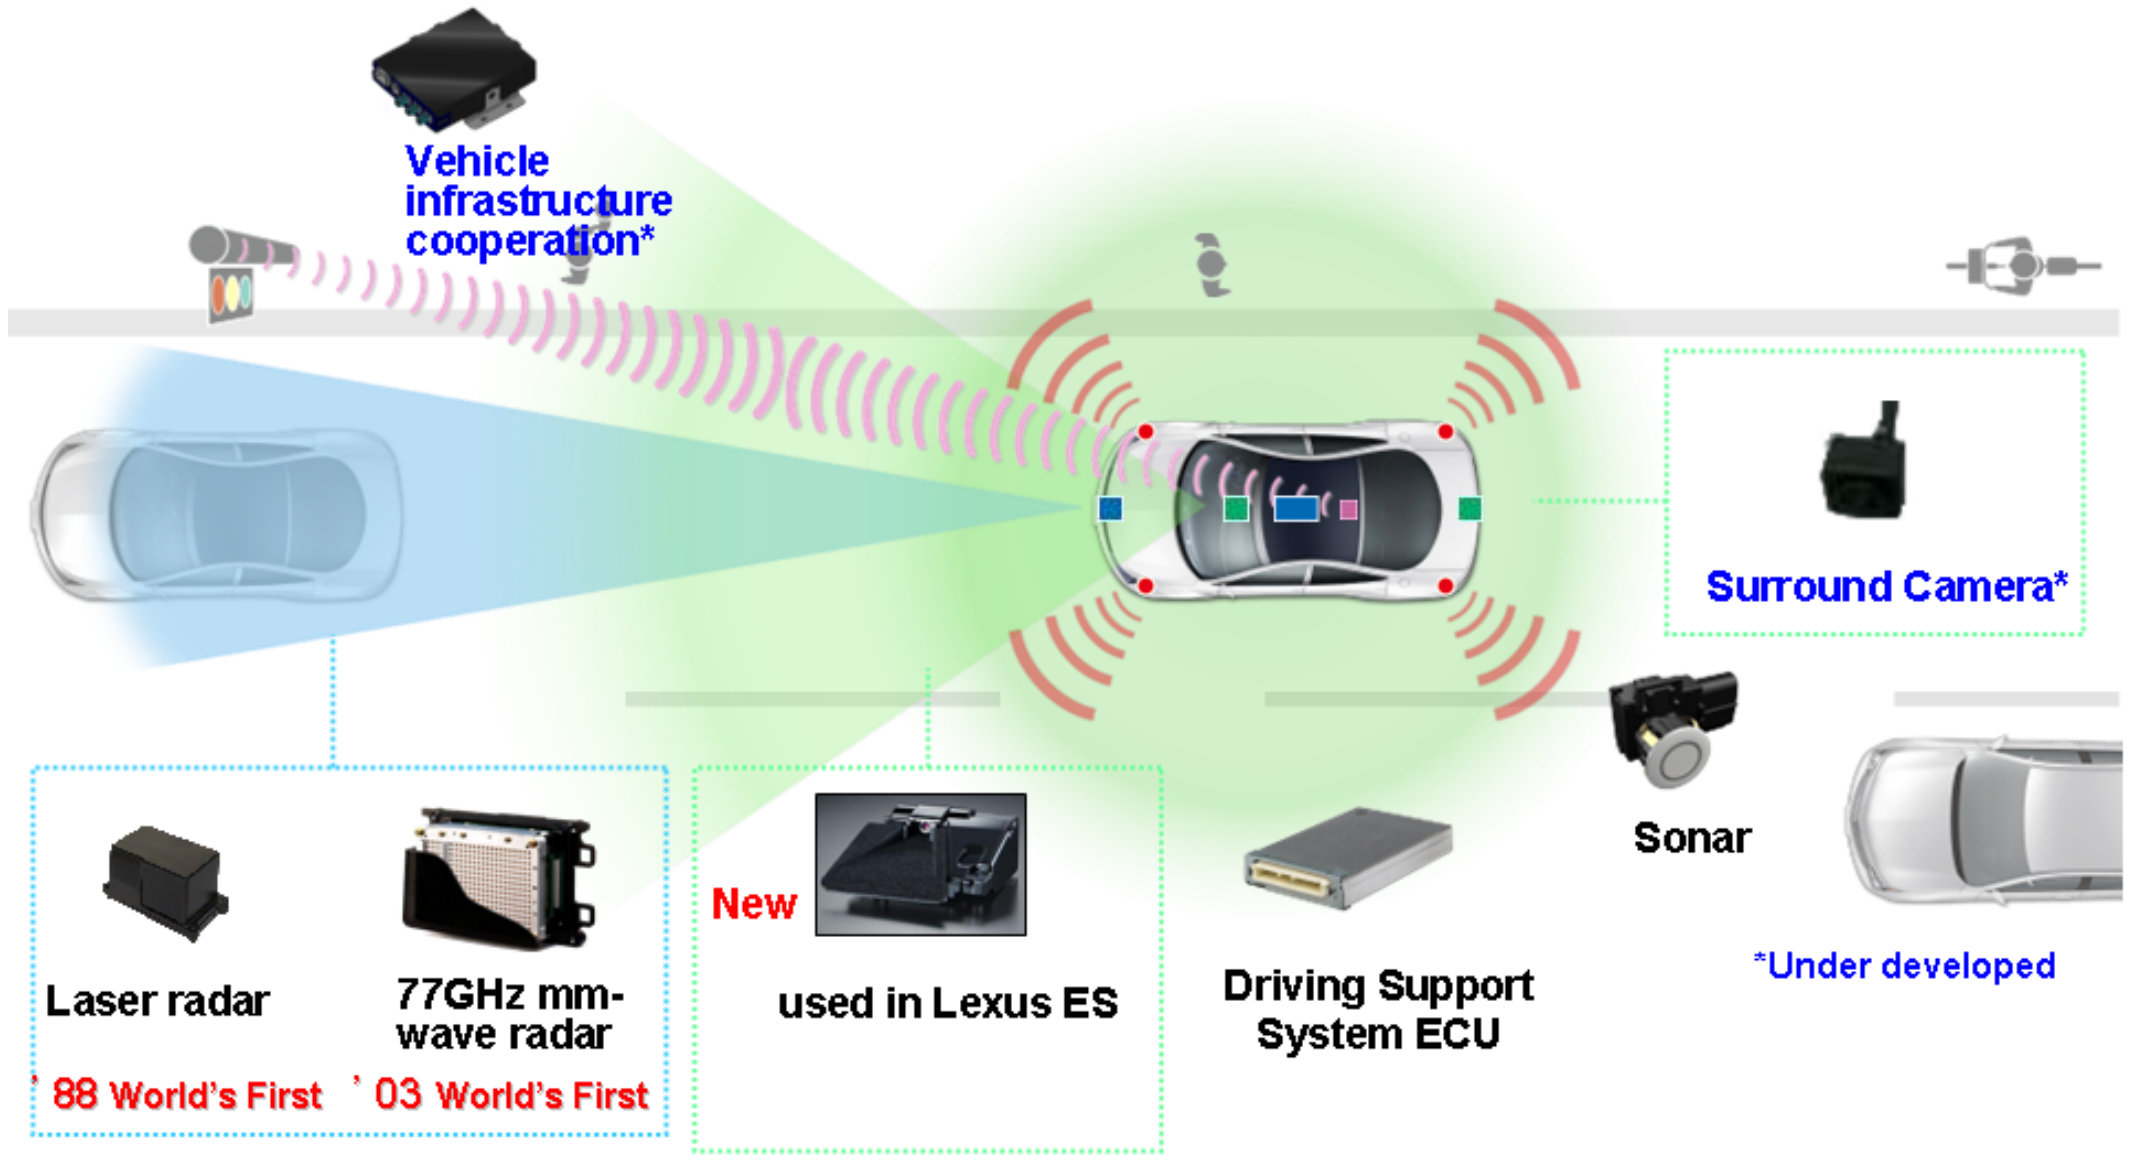 Vehicle
infrastructure
cooperation*
Surround Camera*
Sonar
*Under developed
Laser radar
77GHz mm-
wave radar
’88 World’s First
’03 World’s First
New
used in Lexus ES
Driving Support
System ECU